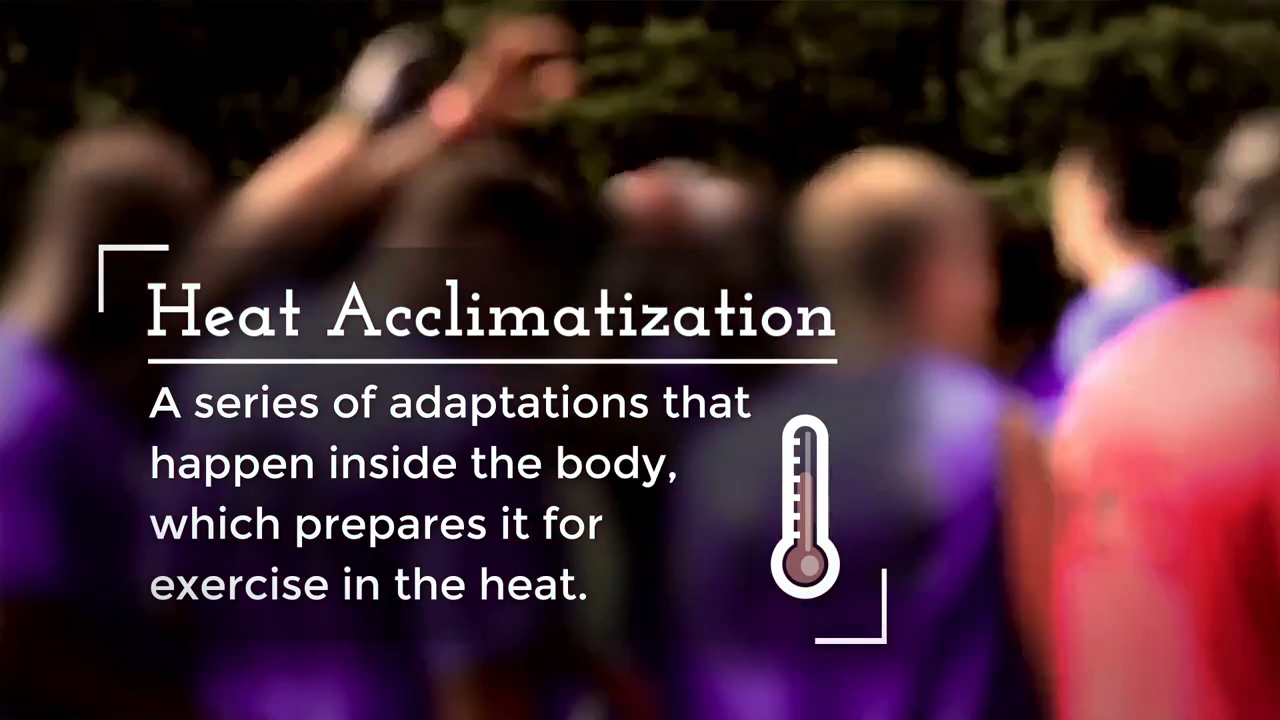 Heat Acclimatization
A series of adaptations that
happen inside the body,
which prepares it for
exercise in the heat.